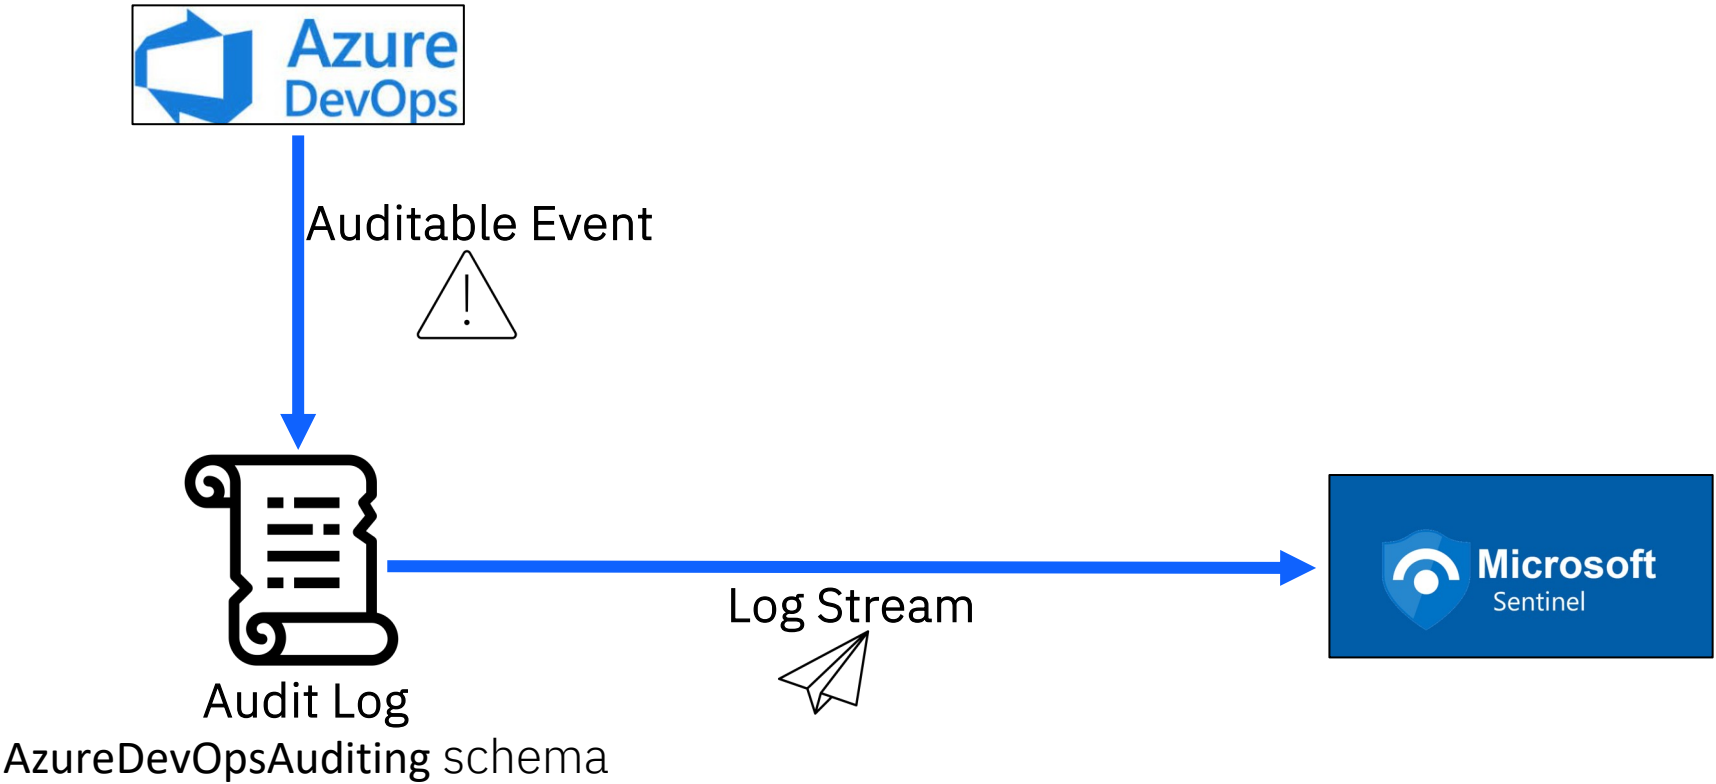 Azure
DevOps
Auditable Event
Log Stream
Microsoft
Sentinel
Audit Log
AzureDevOpsAuditing schema